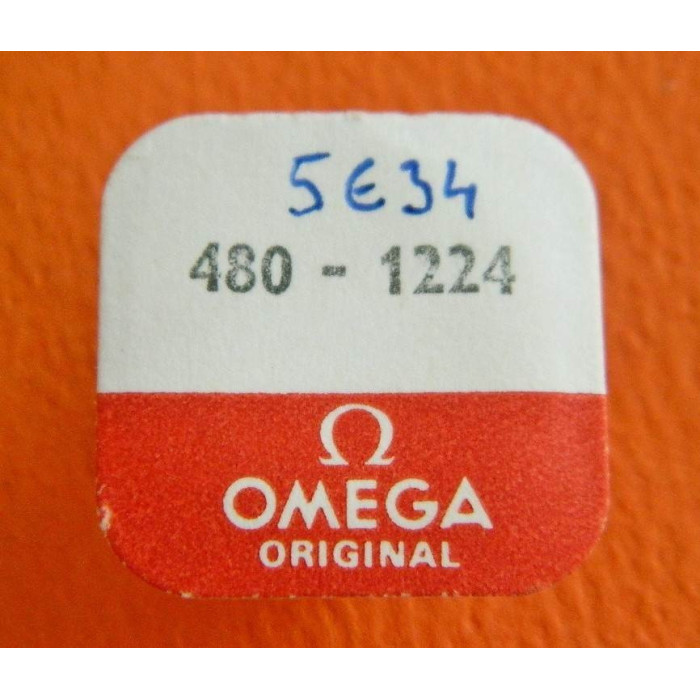 5E34
480 - 1224
Ω
OMEGA
ORIGINAL